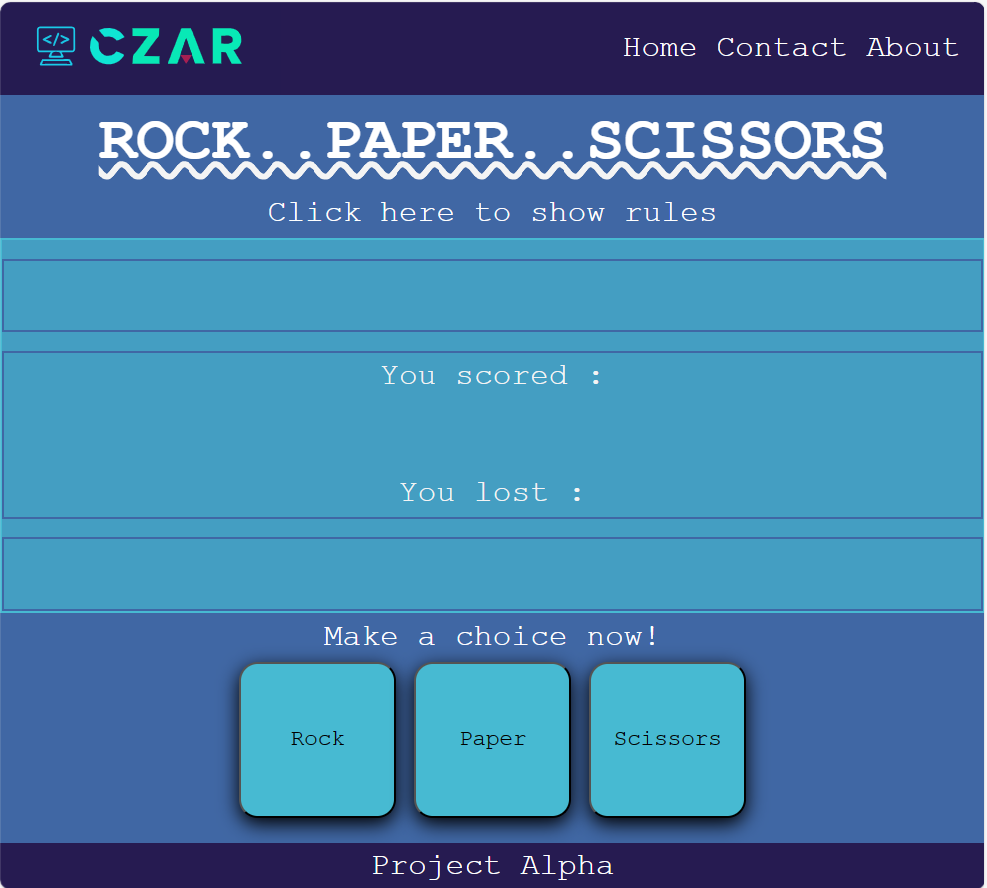 </> CZAR
Home Contact About
ROCK..PAPER..SCISSORS
Click here to show rules
You scored :
You lost :
Make a choice now!
Rock Paper Scissors
Project Alpha